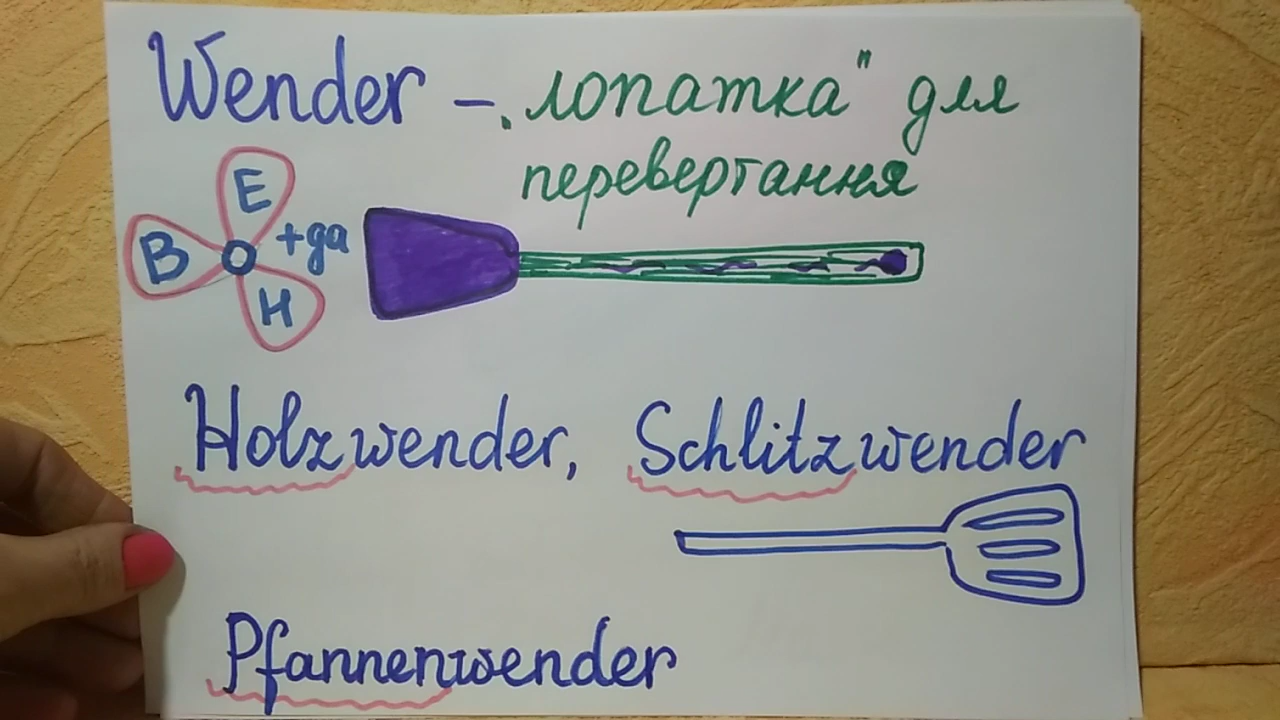 Wender – „лопатка" для
перевертання
Е
В О +да
Н
Holzwender, Schlitzwender
Pfannenwender